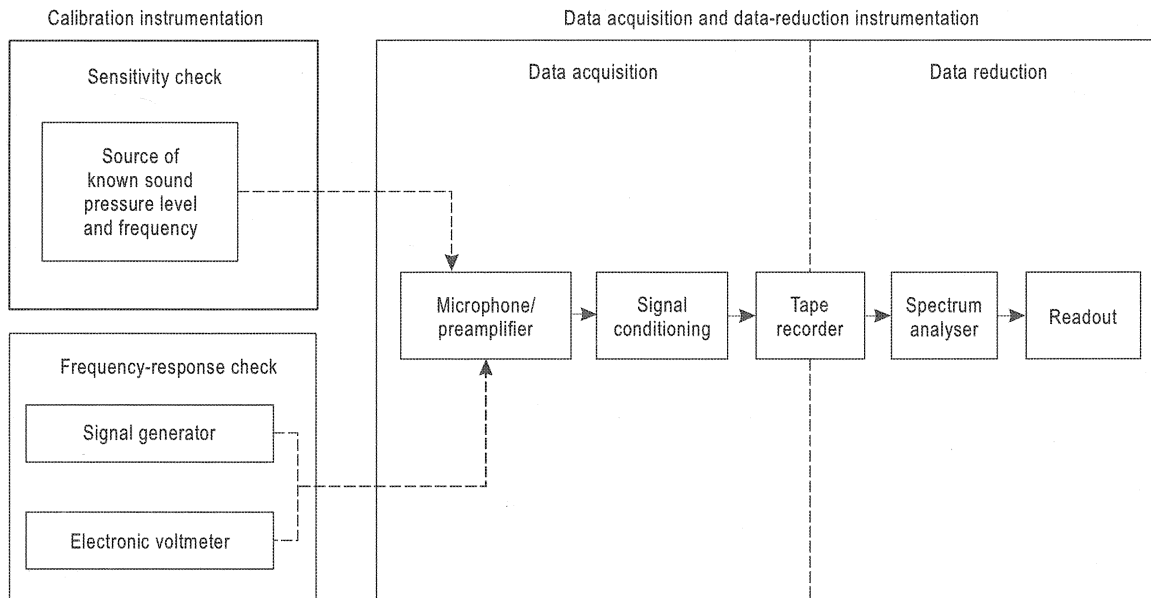 Calibration instrumentation
Sensitivity check
Source of
known sound
pressure level
and frequency
Frequency-response check
Signal generator
Electronic voltmeter
Data acquisition and data-reduction instrumentation
Data acquisition
Data reduction
Microphone/
preamplifier
Signal
conditioning
Tape
recorder
Spectrum
analyser
Readout